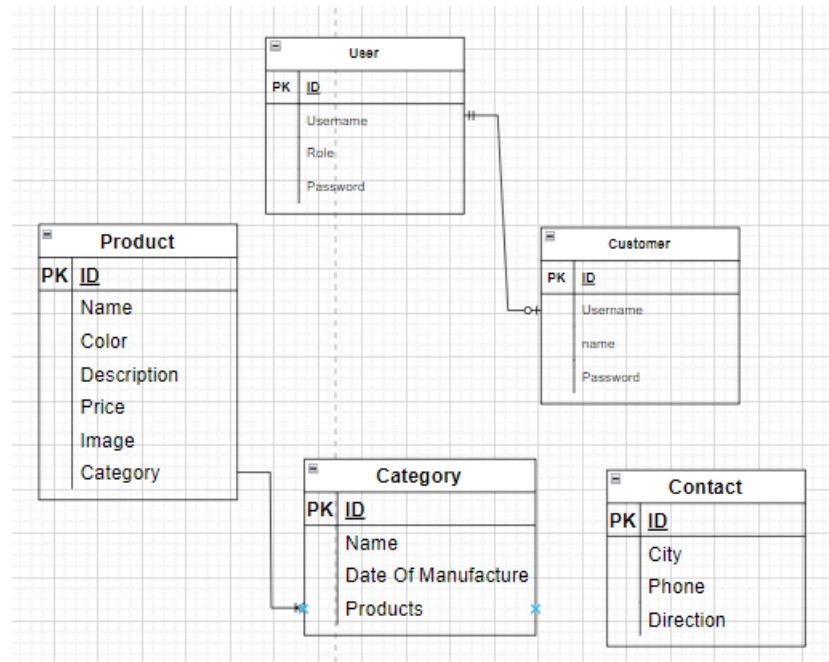 User
PK ID
Username
Role
Password
Product
PK ID
Name
Color
Description
Price
Image
Category
Customer
PK ID
Username
name
Password
Category
PK ID
Name
Date Of Manufacture
Products
Contact
PK ID
City
Phone
Direction